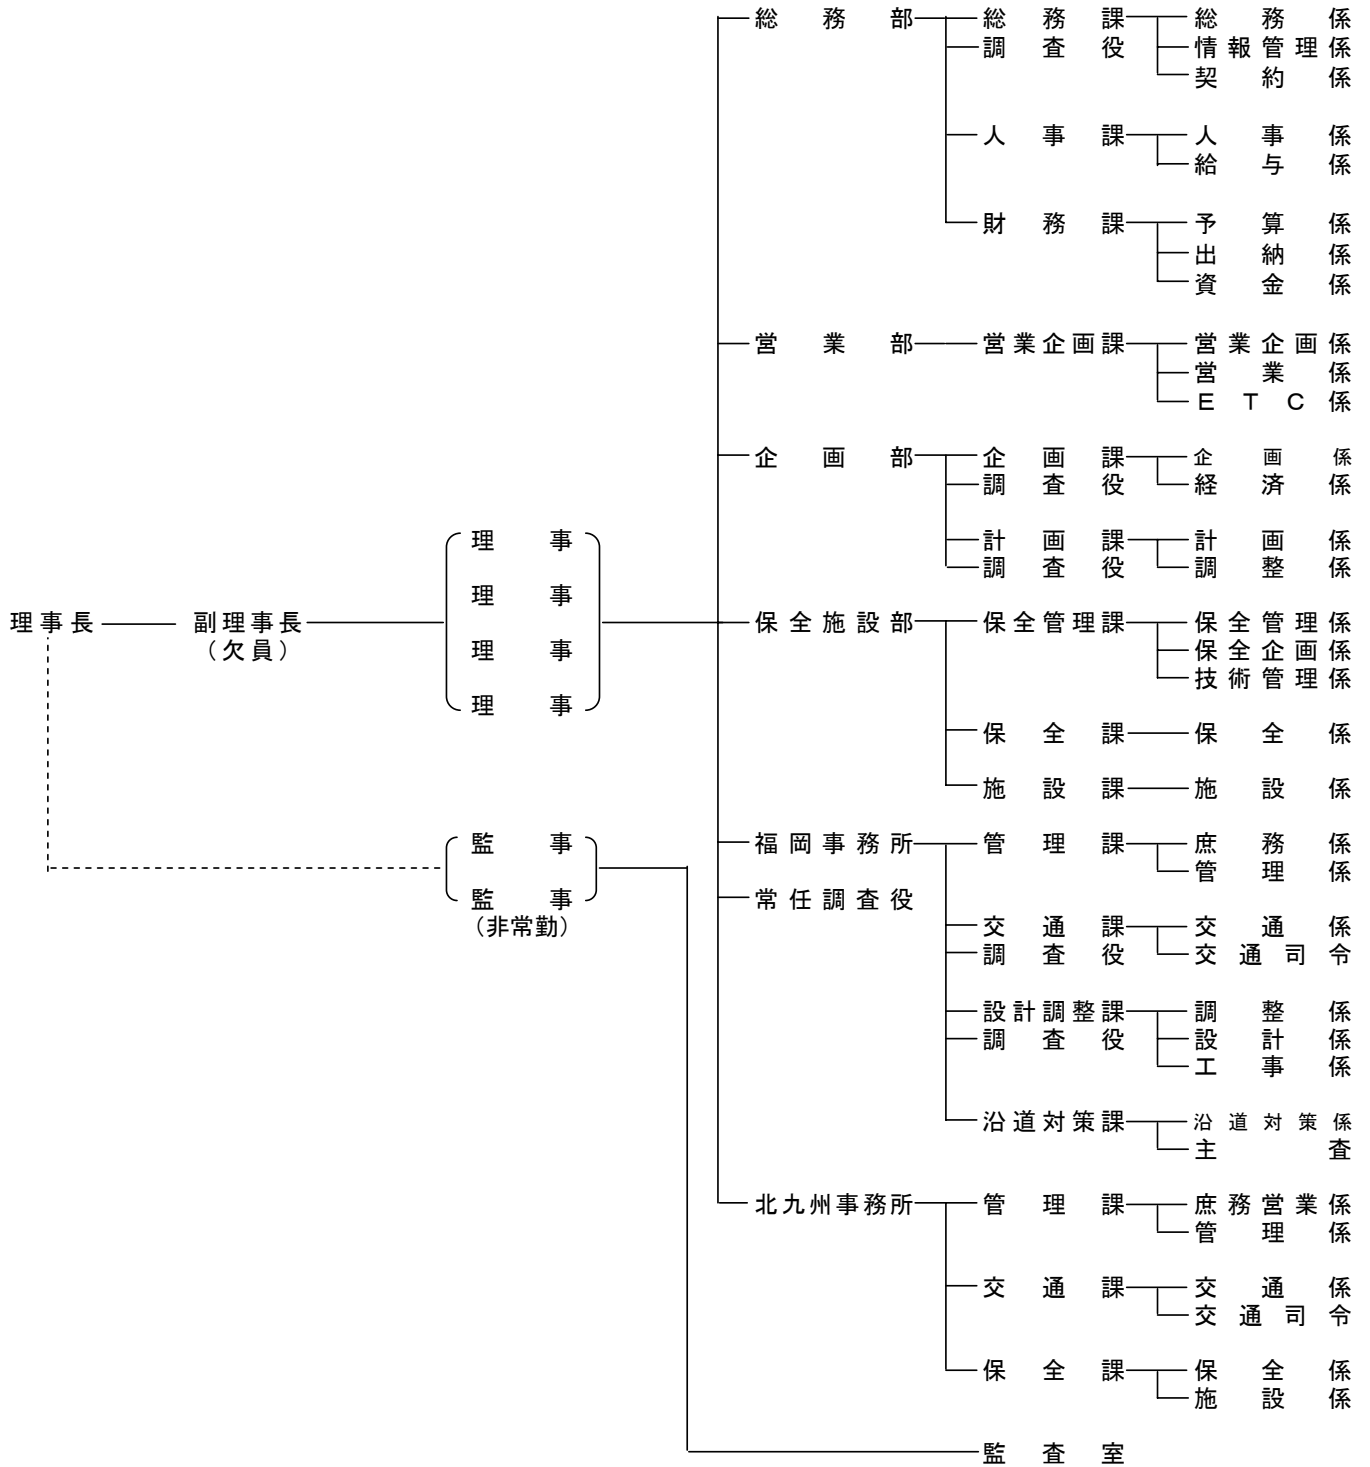 総務部 総務課 総務係
調査役 情報管理係
契約係
人事課 人事係
給与係
財務課 予算係
出納係
資金係
営業部 営業企画課 営業企画係
営業係
ETC係
企画部 企画課 企画係
調査役 経済係
理事 計画課 計画係
調査役 調整係
理事
理事長 副理事長 保全施設部 保全管理課 保全管理係
(欠員) 理事 保全企画係
技術管理係
理事
保全課 保全係
施設課 施設係
監事 福岡事務所 管理課 庶務係
管理係
監事 常任調査役
(非常勤) 交通課 交通係
調査役 交通司令
設計調整課 調整係
調査役 設計係
工事係
沿道対策課 沿道対策係
主査
北九州事務所 管理課 庶務営業係
管理係
交通課 交通係
交通司令
保全課 保全係
施設係
監査室